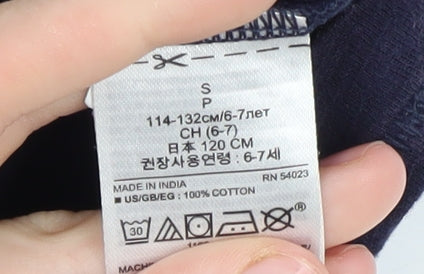 S
P
114-132см/6-7лет
CH (6-7)
日本 120 CM
권장사용연령 : 6-7세
MADE IN INDIA RN 54023
■ US/GB/EG : 100% COTTON
30 ®